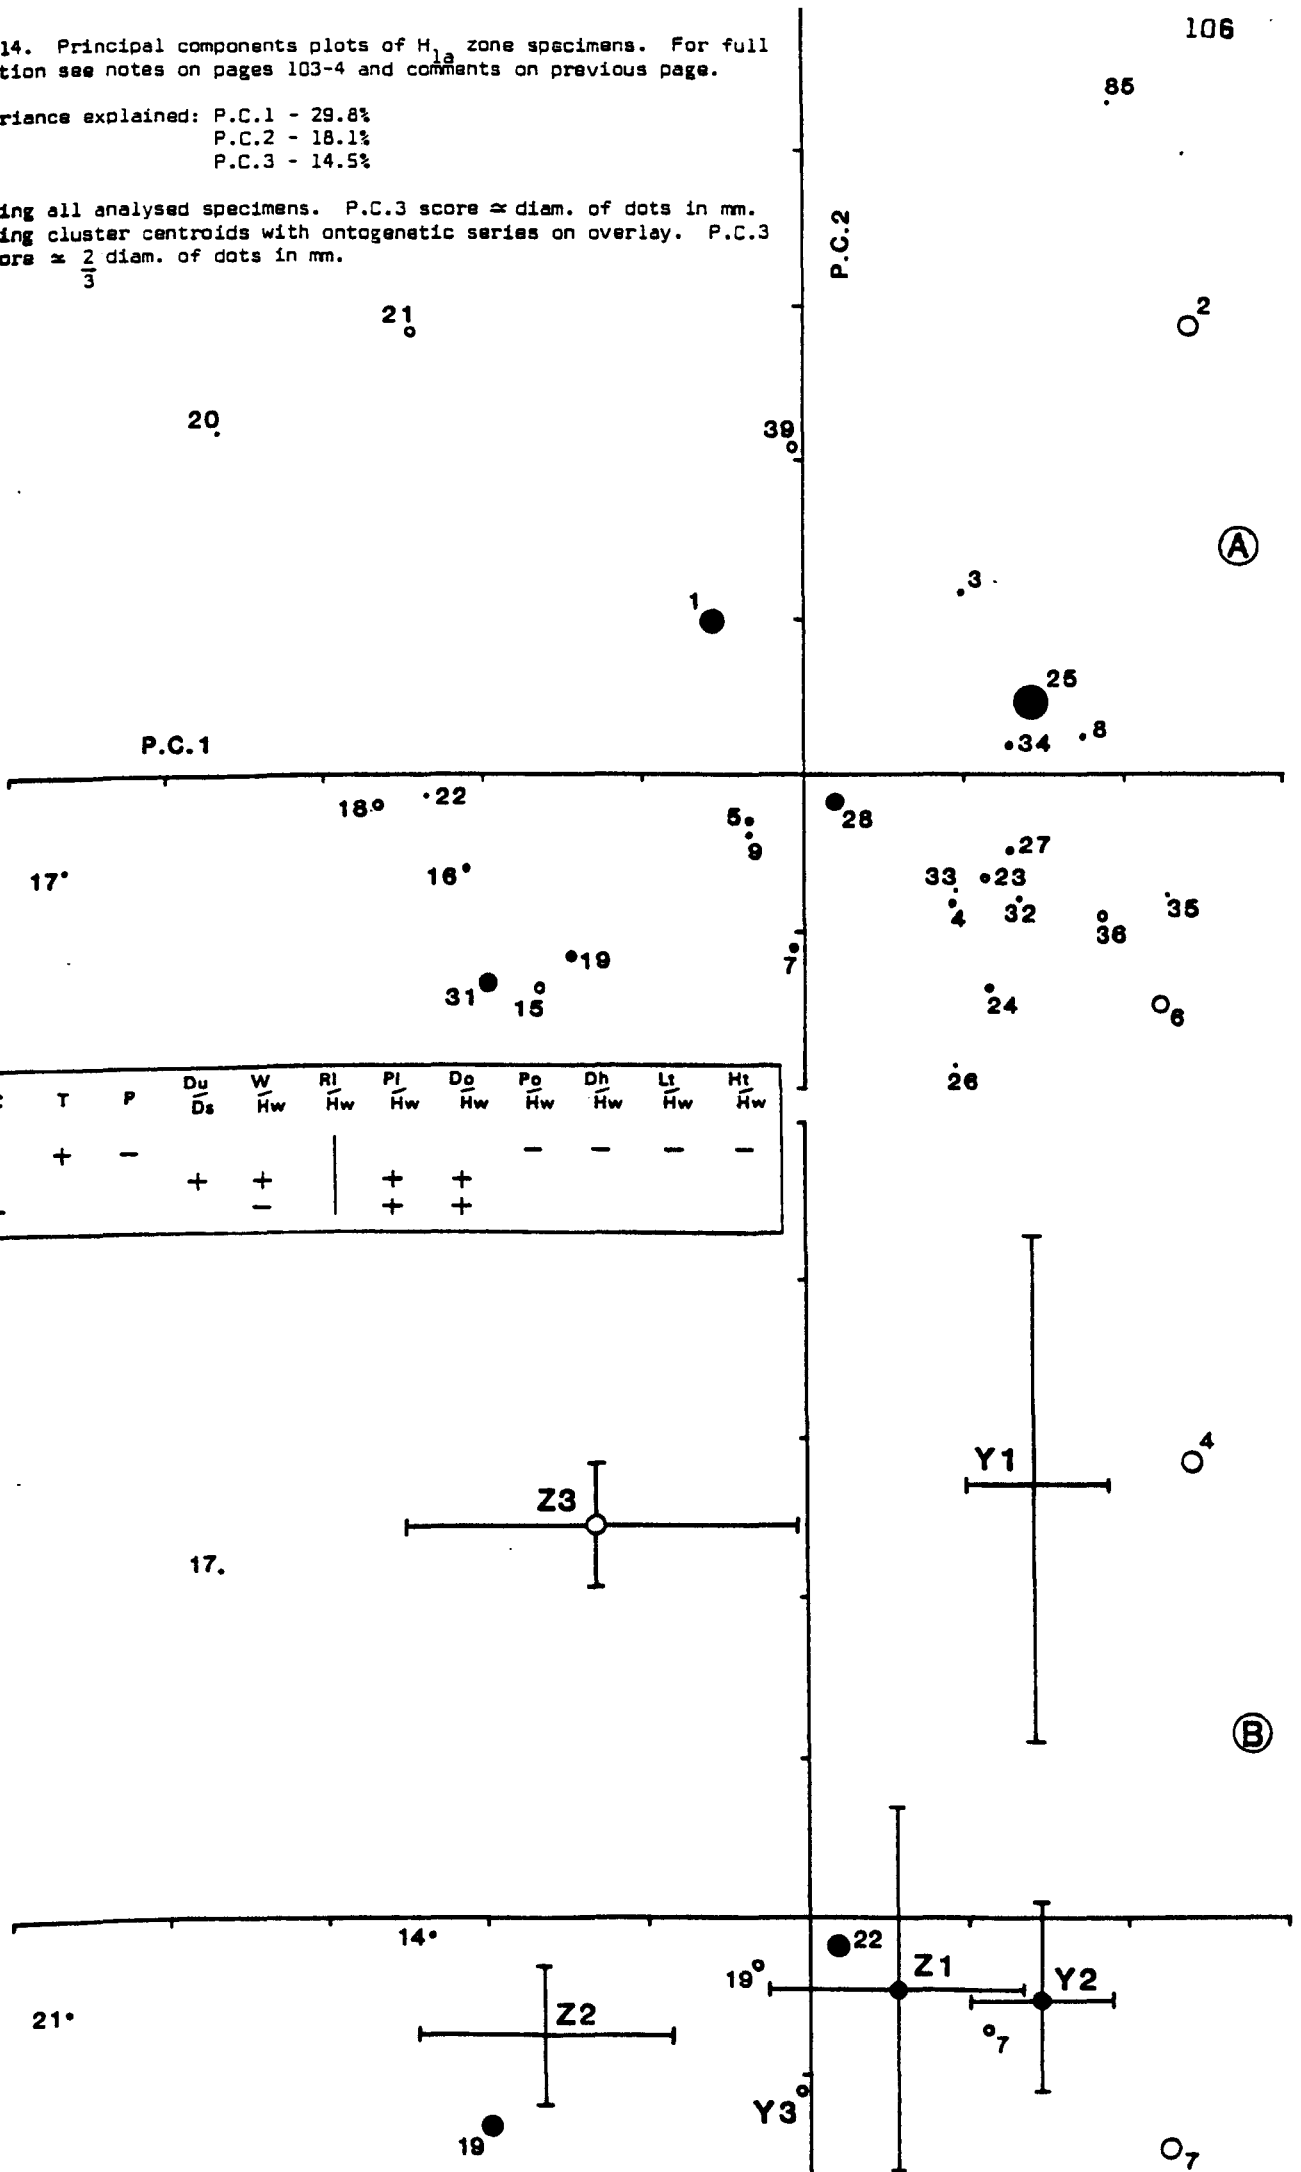 106
14. Principal components plots of H1a zone specimens. For full
tion see notes on pages 103-4 and comments on previous page.
riance explained: P.C.1 - 29.8%
P.C.2 - 18.1%
P.C.3 - 14.5%
ing all analysed specimens. P.C.3 score ≃ diam. of dots in mm.
ing cluster centroids with ontogenetic series on overlay. P.C.3
ore ≃ 2/3 diam. of dots in mm.
85
P.C.2
2
21
20
39
A
3
1
25
8
34
P.C.1
22
18
28
5
9
27
17
16
33
23
4
32
35
36
19
7
31
15
24
6
26
T P Du/Ds W/Hw Rl/Hw Pl/Hw Do/Hw Po/Hw Dh/Hw Lt/Hw Ht/Hw
+ - - - - -
+ + + +
- - + +
4
Y1
Z3
17.
B
14
22
19
Z1
Y2
21
Z2
7
Y3
19
7